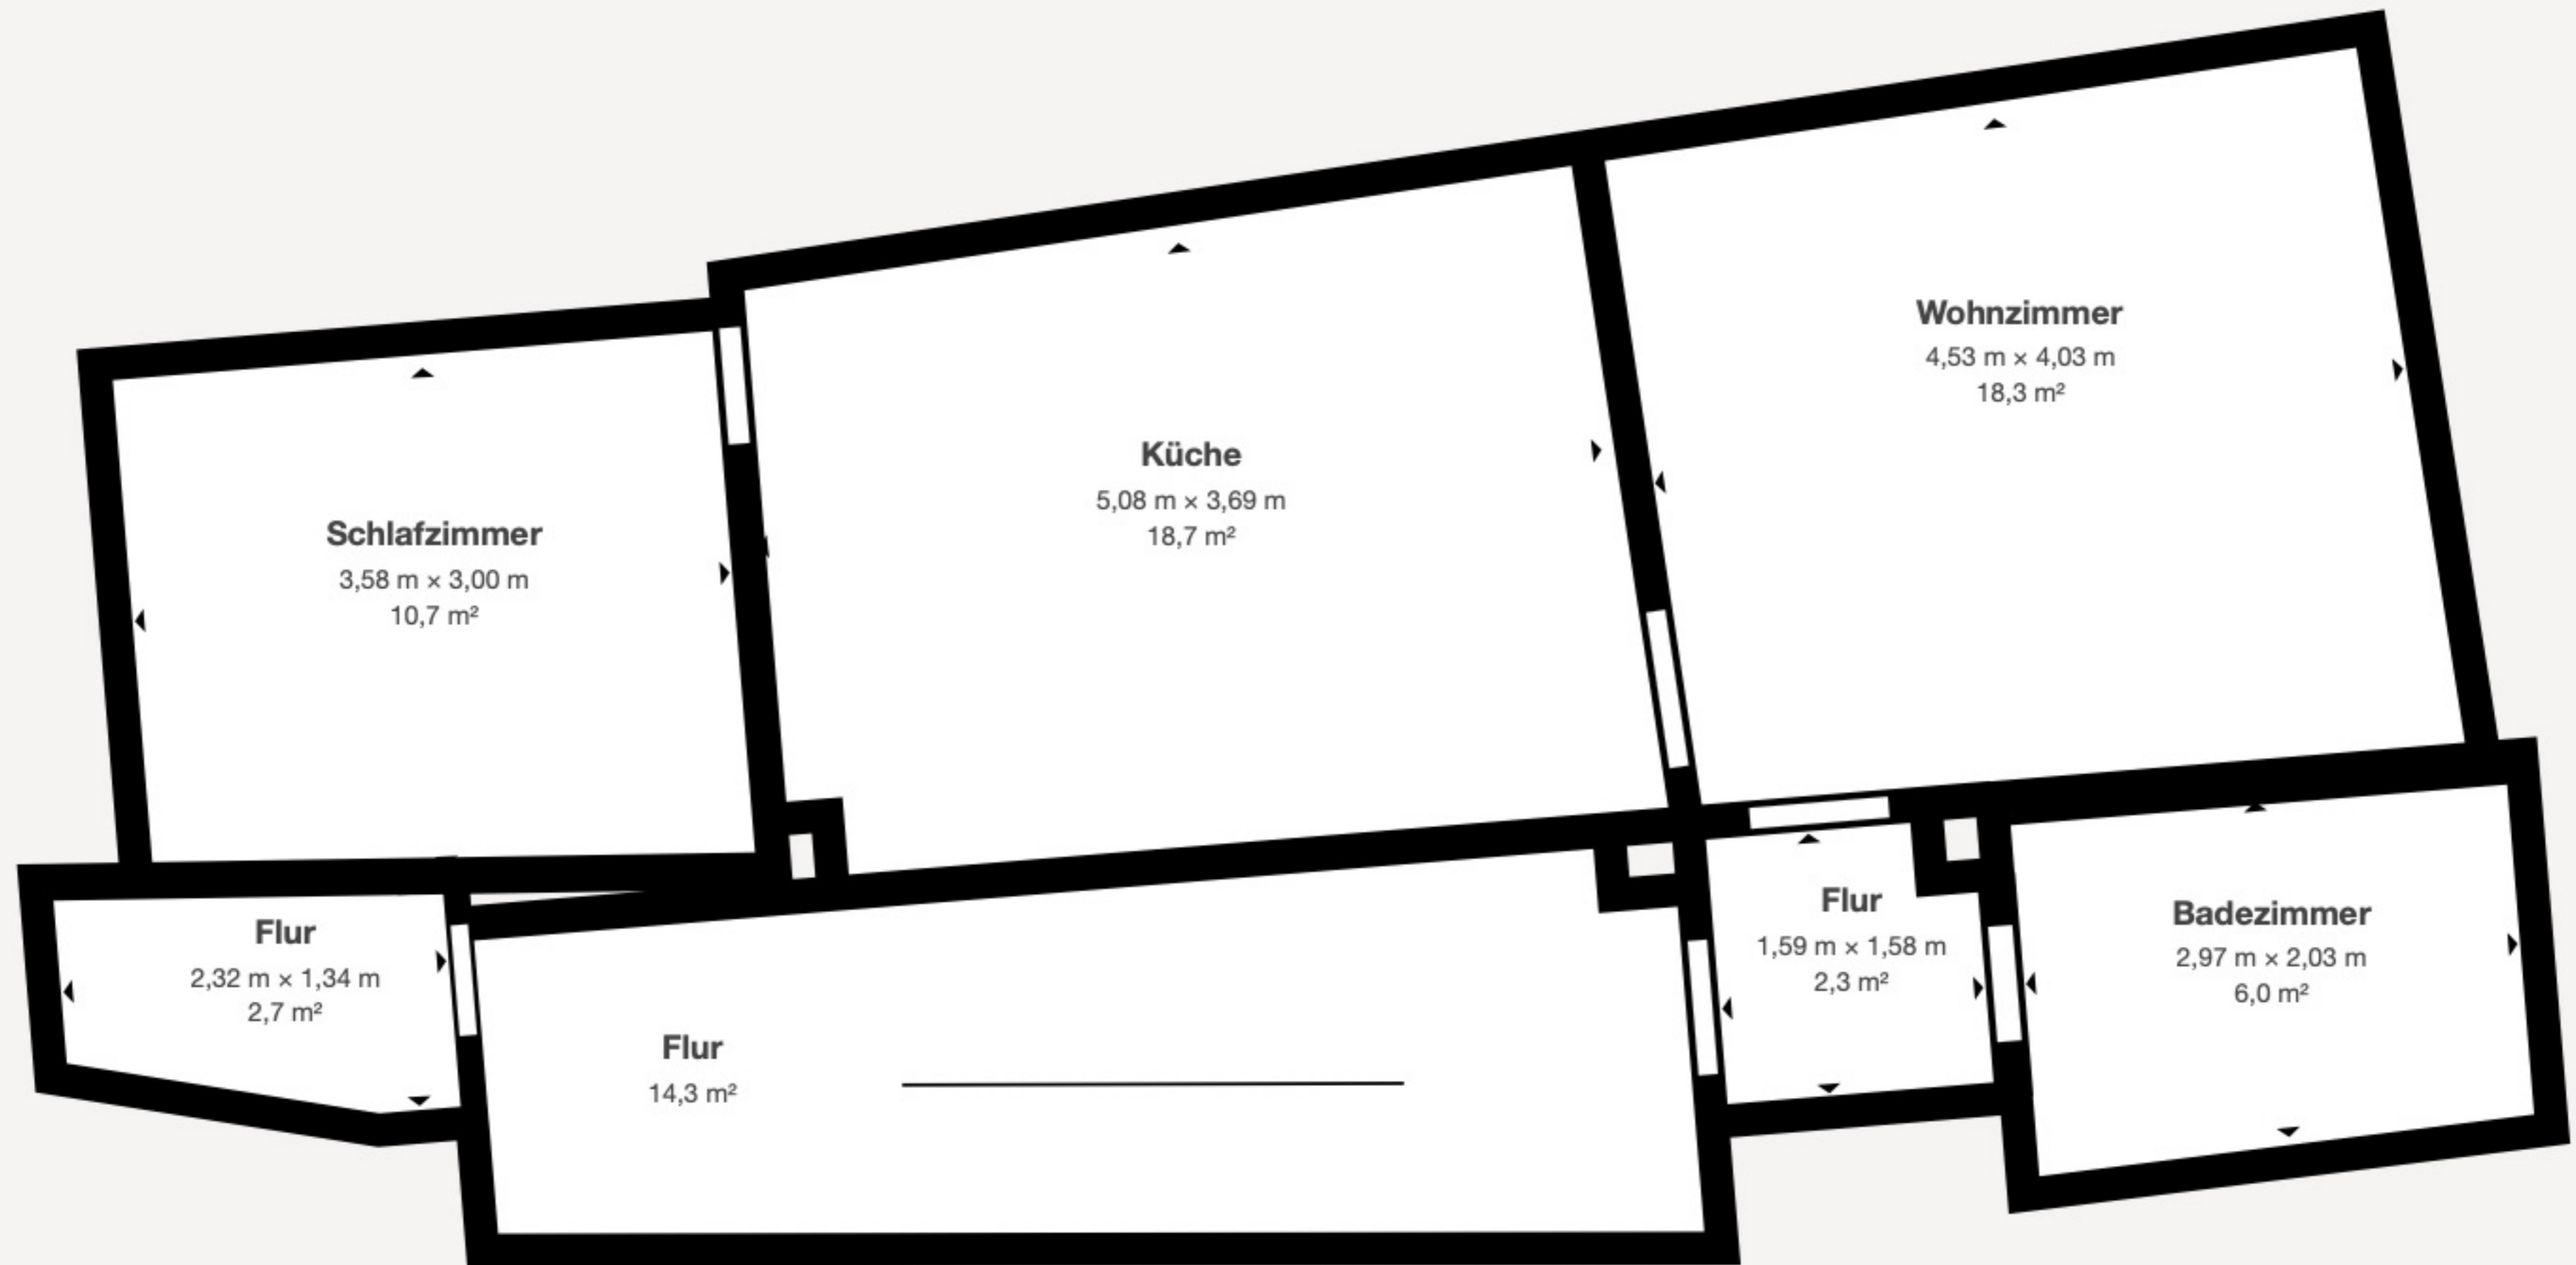 Wohnzimmer
4,53 m × 4,03 m
18,3 m²
Küche
5,08 m × 3,69 m
18,7 m²
Schlafzimmer
3,58 m × 3,00 m
10,7 m²
Flur
2,32 m × 1,34 m
2,7 m²
Flur
14,3 m²
Flur
1,59 m × 1,58 m
2,3 m²
Badezimmer
2,97 m × 2,03 m
6,0 m²